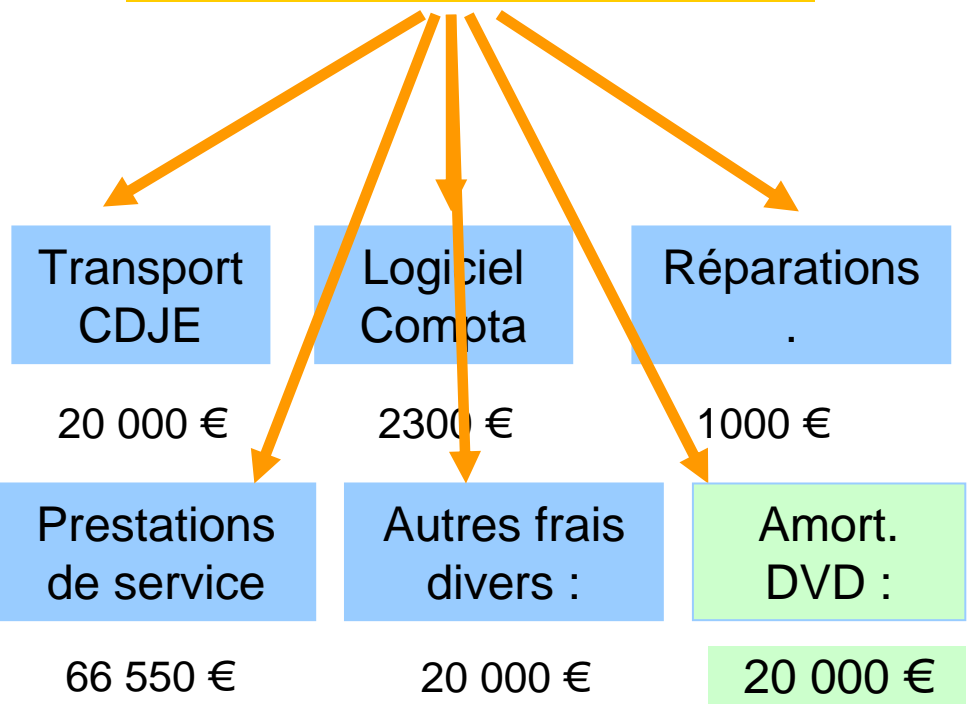 Transport
CDJE
Logiciel
Compta
Réparations
.
20 000 €
2300 €
1000 €
Prestations
de service
Autres frais
divers :
Amort.
DVD :
66 550 €
20 000 €
20 000 €